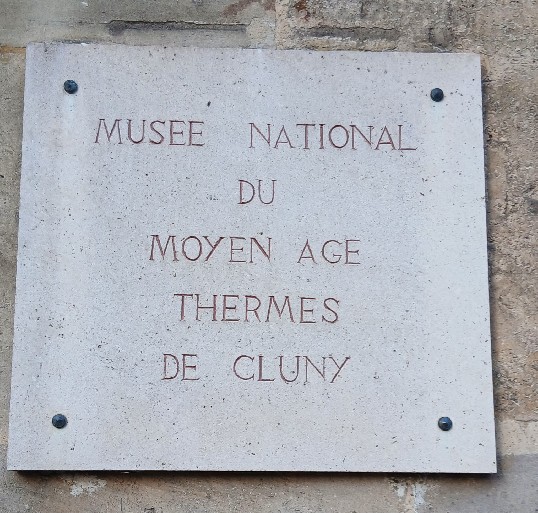 MUSEE NATIONAL
DU
MOYEN AGE
THERMES
DE CLUNY